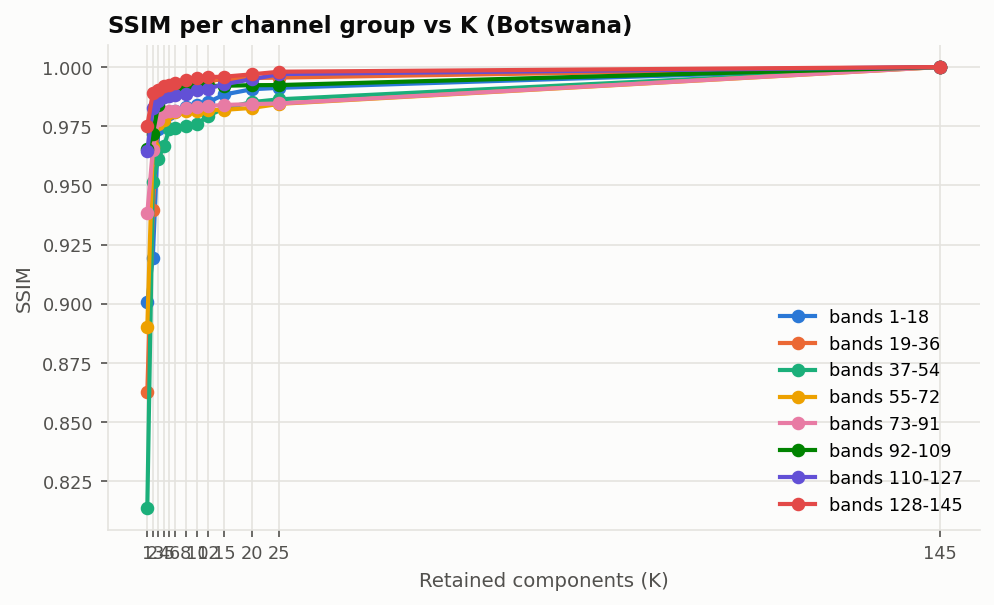 SSIM per channel group vs K (Botswana)
1.000
0.975
0.950
0.925
0.900
0.875
0.850
0.825
SSIM
bands 1-18
bands 19-36
bands 37-54
bands 55-72
bands 73-91
bands 92-109
bands 110-127
bands 128-145
15 20 25 145
Retained components (K)